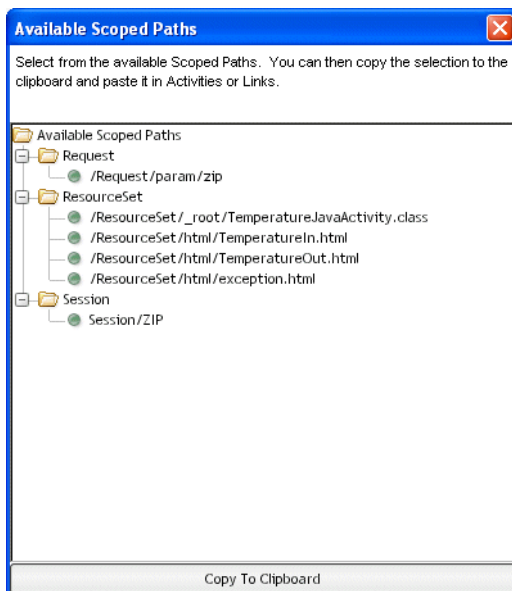 Available Scoped Paths
Select from the available Scoped Paths.  You can then copy the selection to the
clipboard and paste it in Activities or Links.
Available Scoped Paths
Request
/Request/param/zip
ResourceSet
/ResourceSet/_root/TemperatureJavaActivity.class
/ResourceSet/html/TemperatureIn.html
/ResourceSet/html/TemperatureOut.html
/ResourceSet/html/exception.html
Session
Session/ZIP
Copy To Clipboard